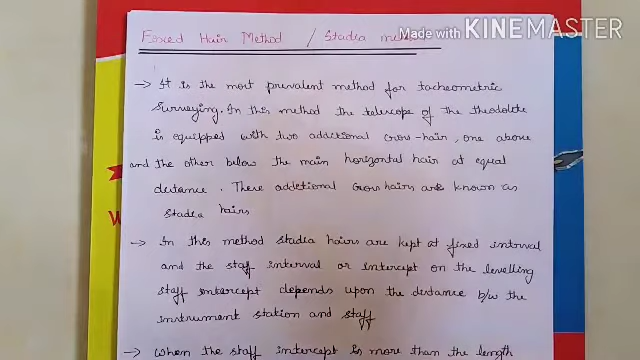 Fixed Hair Method / Stadia
Made with KINEMASTER
→ It is the most prevalent method for tacheometric
surveying. In this method the telescope of the theodolite
is equipped with two additional cross-hair, one above
and the other below the main horizontal hair at equal
distance. These additional cross hairs are known as
stadia hairs
→ In this method stadia hairs are kept at fixed interval
and the staff interval or intercept on the levelling
staff intercept depends upon the distance b/w the
instrument station and staff
→ When the staff intercept is more than the length